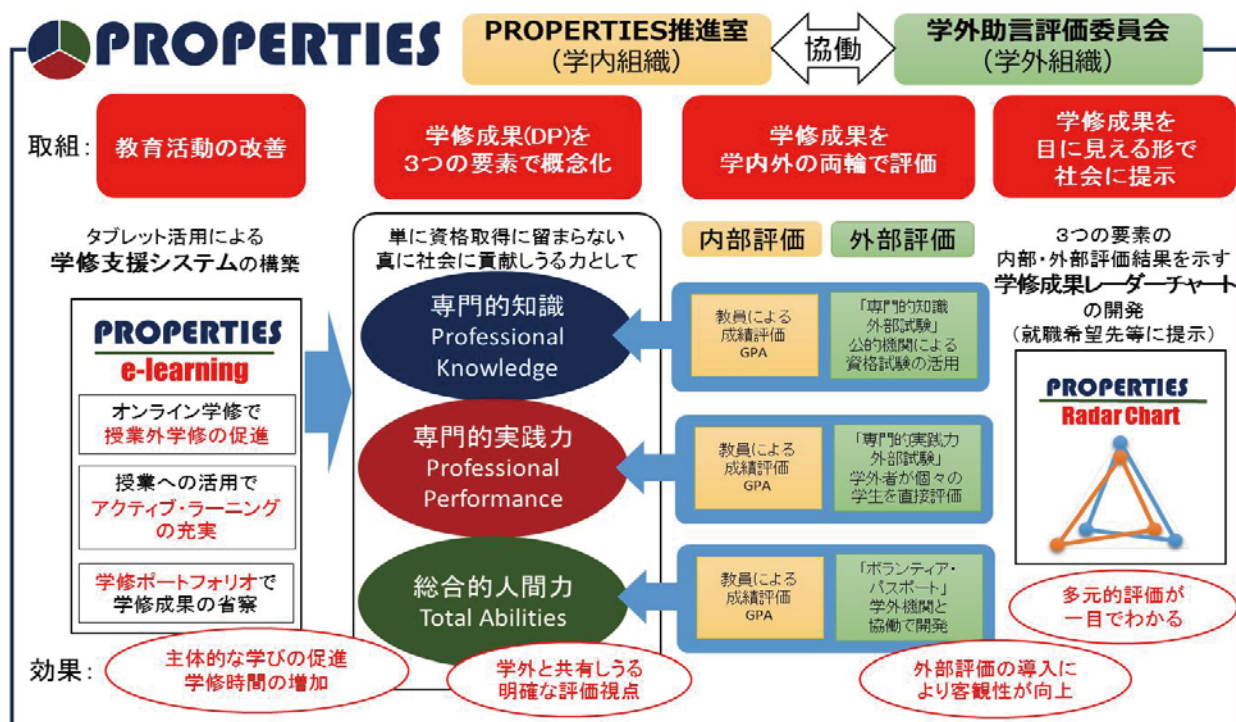 PROPERTIES
PROPERTIES推進室
(学内組織)
協働
学外助言評価委員会
(学外組織)
取組:
教育活動の改善
学修成果(DP)を
3つの要素で概念化
学修成果を
学内外の両輪で評価
学修成果を
目に見える形で
社会に提示
タブレット活用による
学修支援システムの構築
PROPERTIES
e-learning
オンライン学修で
授業外学修の促進
授業への活用で
アクティブ・ラーニング
の充実
学修ポートフォリオで
学修成果の省察
単に資格取得に留まらない
真に社会に貢献しうる力として
専門的知識
Professional
Knowledge
専門的実践力
Professional
Performance
総合的人間力
Total Abilities
内部評価
外部評価
教員による
成績評価
GPA
「専門的知識
外部試験」
公的機関による
資格試験の活用
教員による
成績評価
GPA
「専門的実践力
外部試験」
学外者が個々の
学生を直接評価
教員による
成績評価
GPA
「ボランティア・
パスポート」
学外機関と
協働で開発
3つの要素の
内部・外部評価結果を示す
学修成果レーダーチャート
の開発
(就職希望先等に提示)
PROPERTIES
Radar Chart
多元的評価が
一目でわかる
効果:
主体的な学びの促進
学修時間の増加
学外と共有しうる
明確な評価視点
外部評価の導入に
より客観性が向上